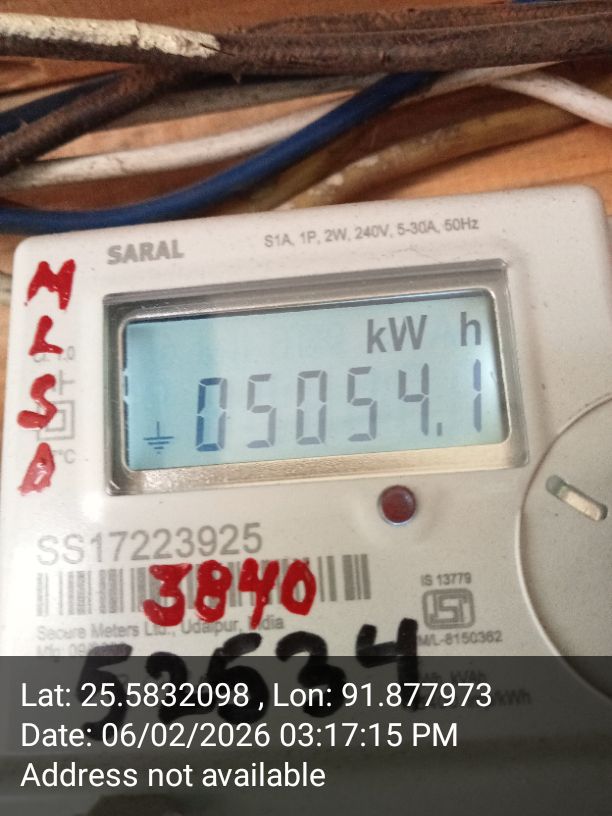 SARAL
S1A, 1P, 2W, 240V, 5-30A, 50Hz
M
L
S
D
kW h
05054.1
SS17223925
3840
IS 13779
Secure Meters Ltd., Udaipur, India
CM/L-8150362
52634
Lat: 25.5832098 , Lon: 91.877973
Date: 06/02/2026 03:17:15 PM
Address not available